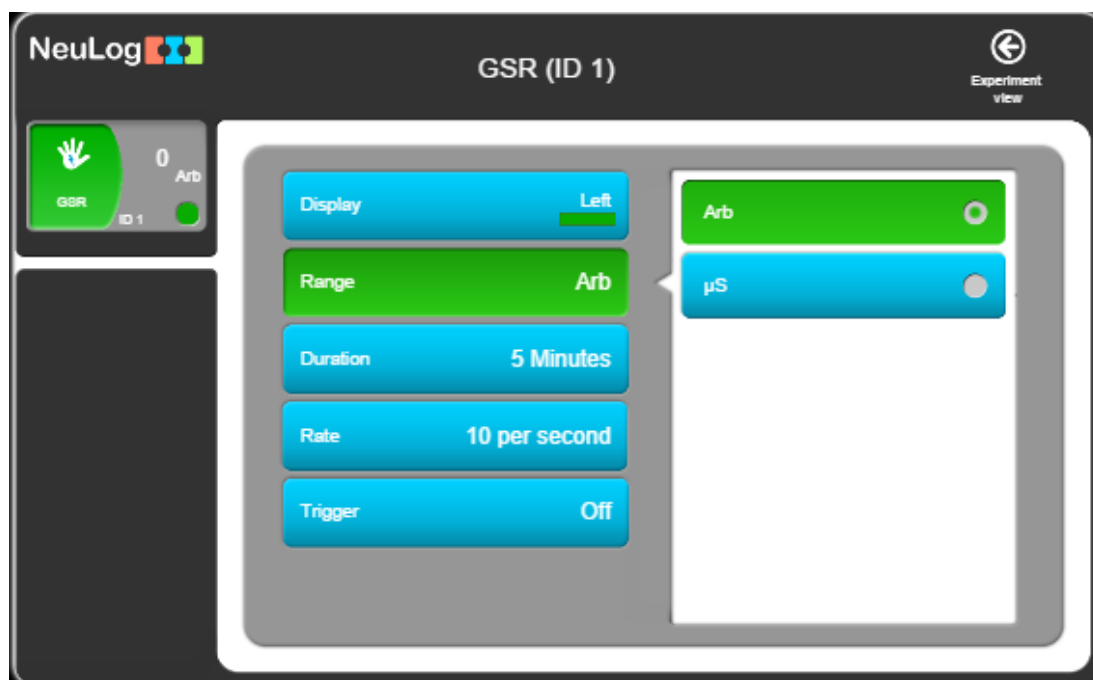 NeuLog
GSR (ID 1)
Experiment
view
0
Arb
GSR
ID 1
Display Left
Range Arb
Duration 5 Minutes
Rate 10 per second
Trigger Off
Arb
µS